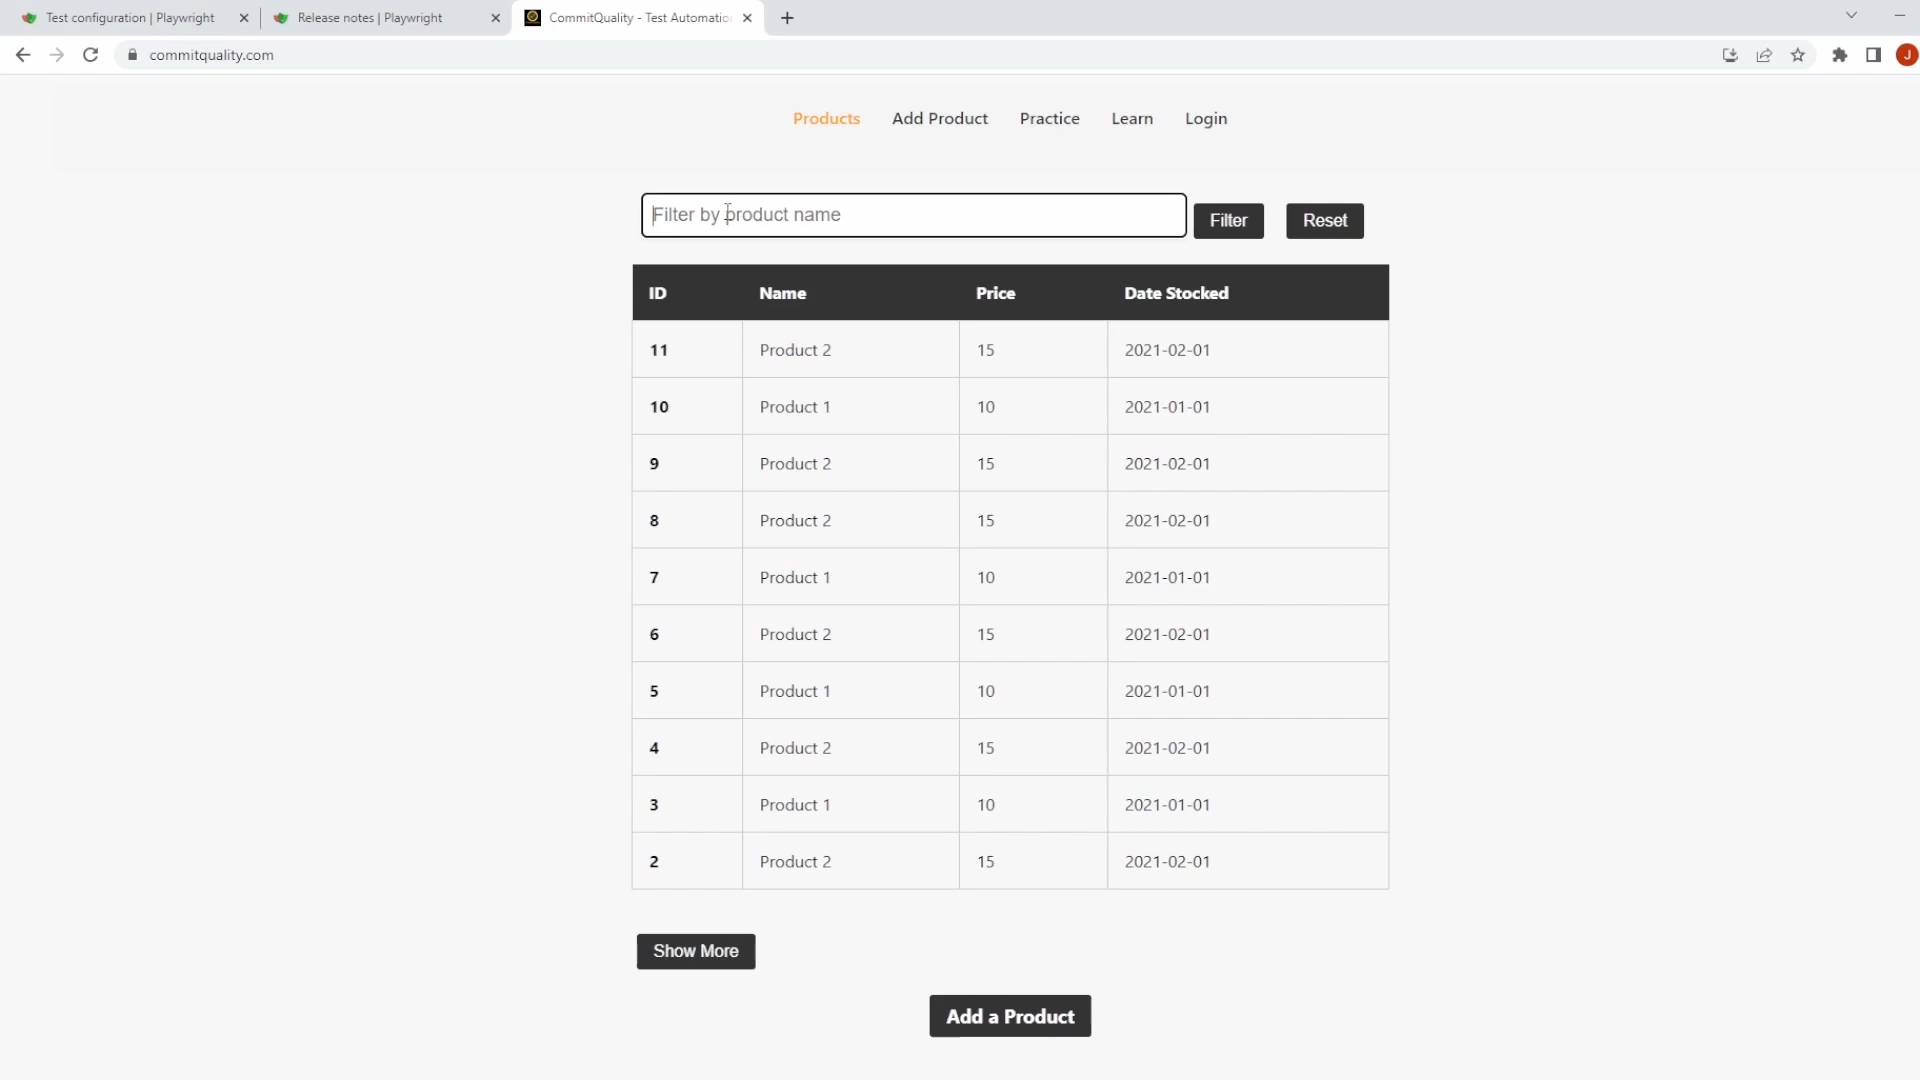 Test configuration | Playwright
Release notes | Playwright
CommitQuality - Test Automatio
commitquality.com
J
Products Add Product Practice Learn Login
Filter by product name Filter Reset
ID Name Price Date Stocked
11 Product 2 15 2021-02-01
10 Product 1 10 2021-01-01
9 Product 2 15 2021-02-01
8 Product 2 15 2021-02-01
7 Product 1 10 2021-01-01
6 Product 2 15 2021-02-01
5 Product 1 10 2021-01-01
4 Product 2 15 2021-02-01
3 Product 1 10 2021-01-01
2 Product 2 15 2021-02-01
Show More
Add a Product